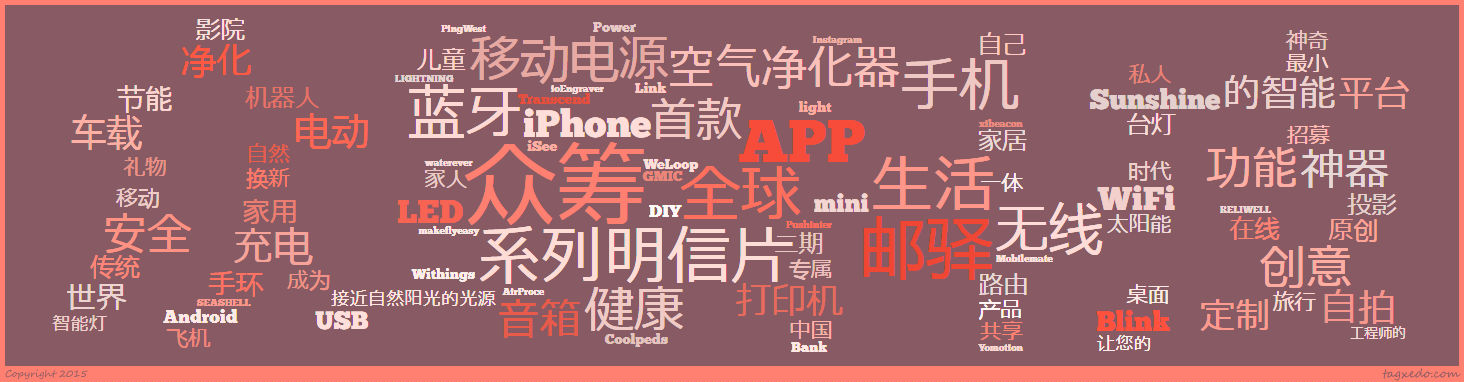 影院
净化
节能
机器人
车载
电动
礼物
自然
换新
移动
家用
安全
充电
传统
手环
成为
世界
SEASHELL
智能灯
Android
飞机
PingWest
Power
Instagram
儿童
移动电源
空气净化器
自己
LIGHTNING
手机
ioEngraver
Link
蓝牙
Transcend
iPhone
首款
light
APP
xibeacon
家居
iSee
waterever
家人
众筹
WeLoop
GMIC
全球
生活
一体
LED
DIY
mini
makeflyeasy
Pushinter
系列明信片
二期
邮驿
无线
Withings
专属
Mobilemate
AirProce
路由
接近自然阳光的光源
USB
音箱
健康
打印机
产品
中国
共享
Coolpeds
Bank
Yomotion
神奇
最小
私人
Sunshine
的智能
平台
台灯
招募
时代
功能
神器
WiFi
RELIWELL
投影
太阳能
在线
原创
创意
桌面
旅行
自拍
Blink
定制
让您的
工程师的
Copyright 2015
tagxedo.com